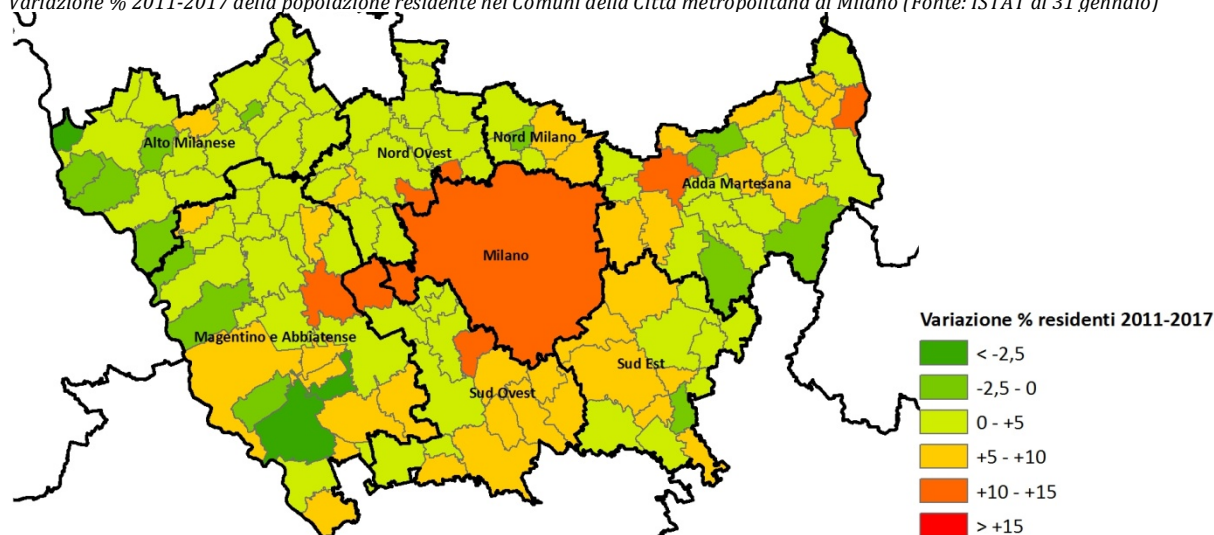 Variazione % 2011-2017 della popolazione residente nei Comuni della Città metropolitana di Milano (Fonte: ISTAT al 31 gennaio)
Alto Milanese
Nord Ovest
Nord Milano
Adda Martesana
Milano
Magentino e Abbiatense
Sud Ovest
Sud Est
Variazione % residenti 2011-2017
< -2,5
-2,5 - 0
0 - +5
+5 - +10
+10 - +15
> +15